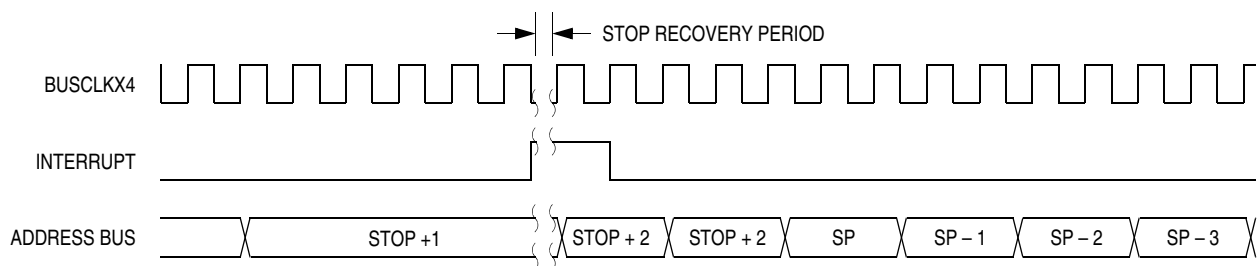 STOP RECOVERY PERIOD
BUSCLKX4
INTERRUPT
ADDRESS BUS STOP +1 STOP + 2 STOP + 2 SP SP – 1 SP – 2 SP – 3